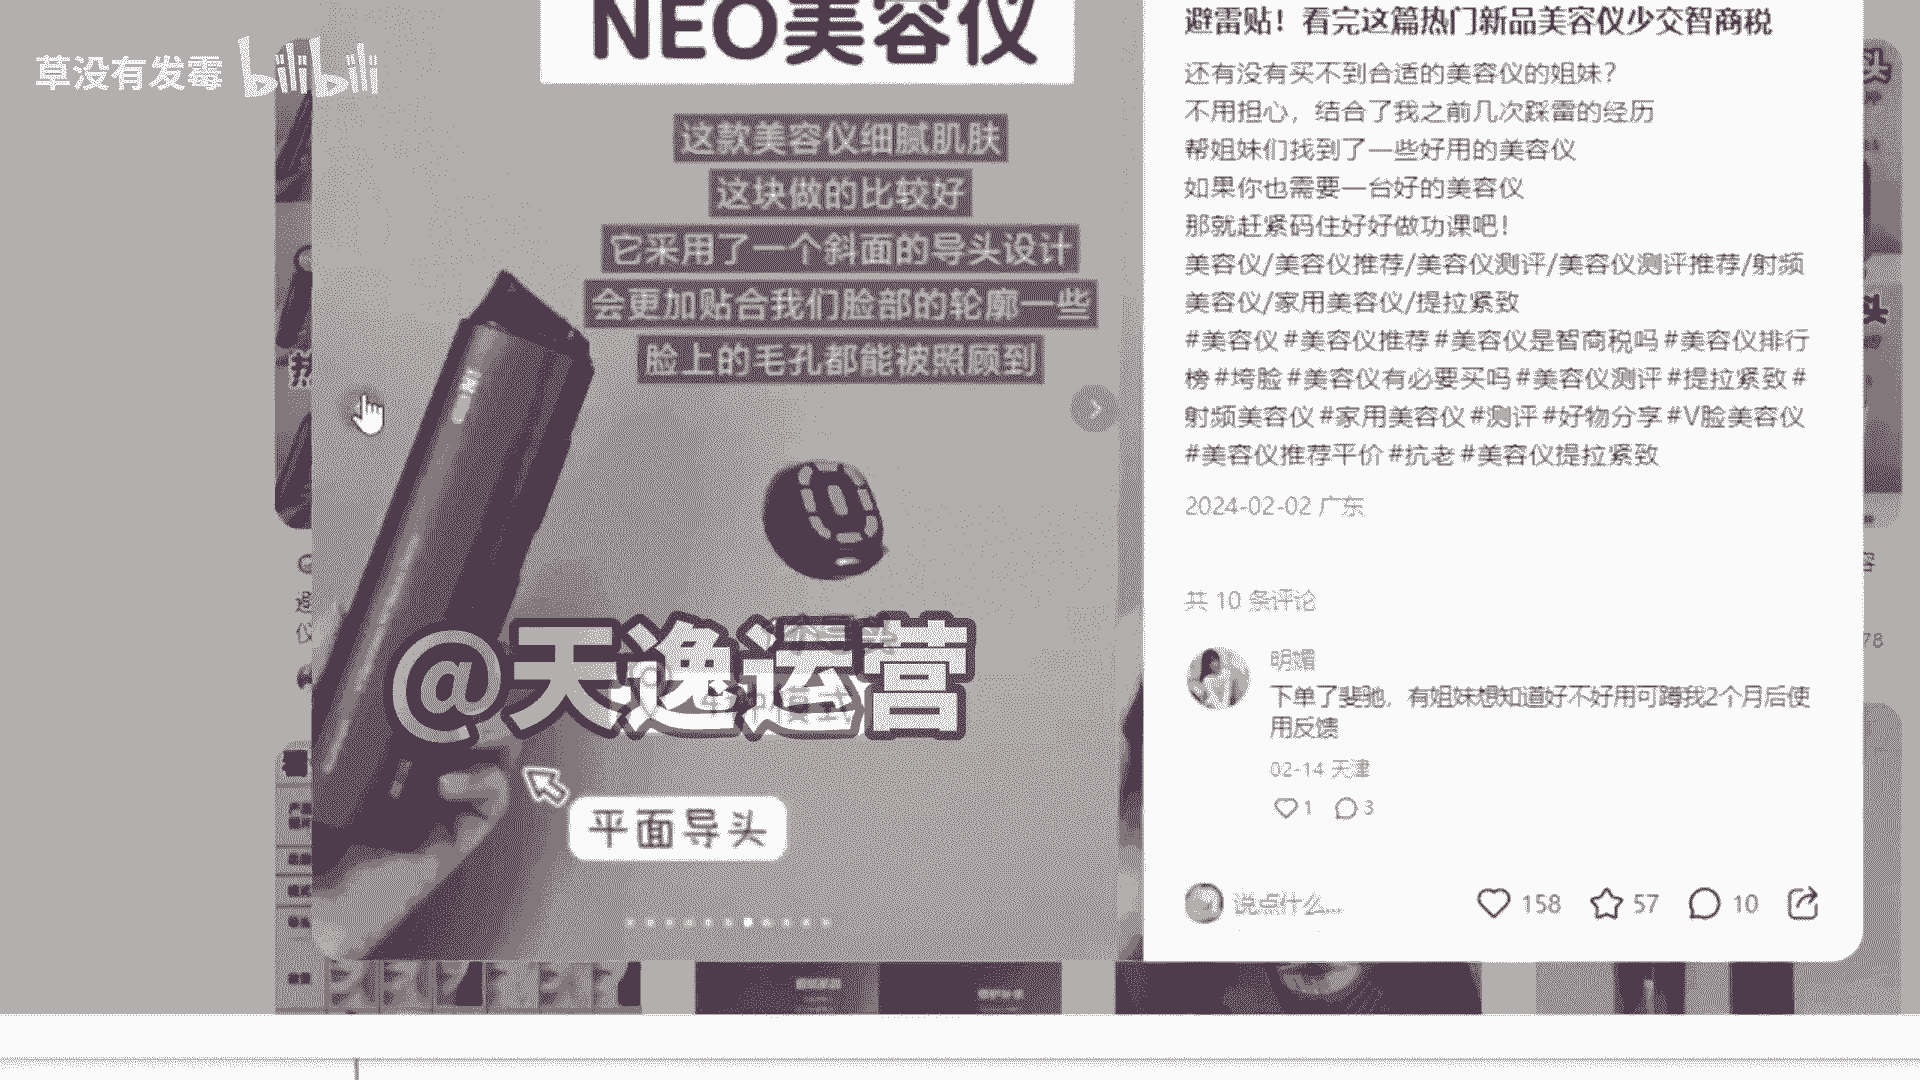 草没有发霉 bilibili
NEO美容仪
这款美容仪细腻肌肤
这块做的比较好
它采用了一个斜面的导头设计
会更加贴合我们脸部的轮廓一些
脸上的毛孔都能被照顾到
@天逸运营
平面导头
避雷贴！看完这篇热门新品美容仪少交智商税
还有没有买不到合适的美容仪的姐妹？
不用担心，结合了我之前几次踩雷的经历
帮姐妹们找到了一些好用的美容仪
如果你也需要一台好的美容仪
那就赶紧码住好好做功课吧！
美容仪/美容仪推荐/美容仪测评/美容仪测评推荐/射频
美容仪/家用美容仪/提拉紧致
#美容仪 #美容仪推荐 #美容仪是智商税吗 #美容仪排行
榜 #垮脸 #美容仪有必要买吗 #美容仪测评 #提拉紧致 #
射频美容仪 #家用美容仪 #测评 #好物分享 #V脸美容仪
#美容仪推荐平价 #抗老 #美容仪提拉紧致
2024-02-02 广东
共 10 条评论
明媚
下单了斐驰，有姐妹想知道好不好用可蹲我2个月后使
用反馈
02-14 天津
1 3
说点什么...
158 57 10
78